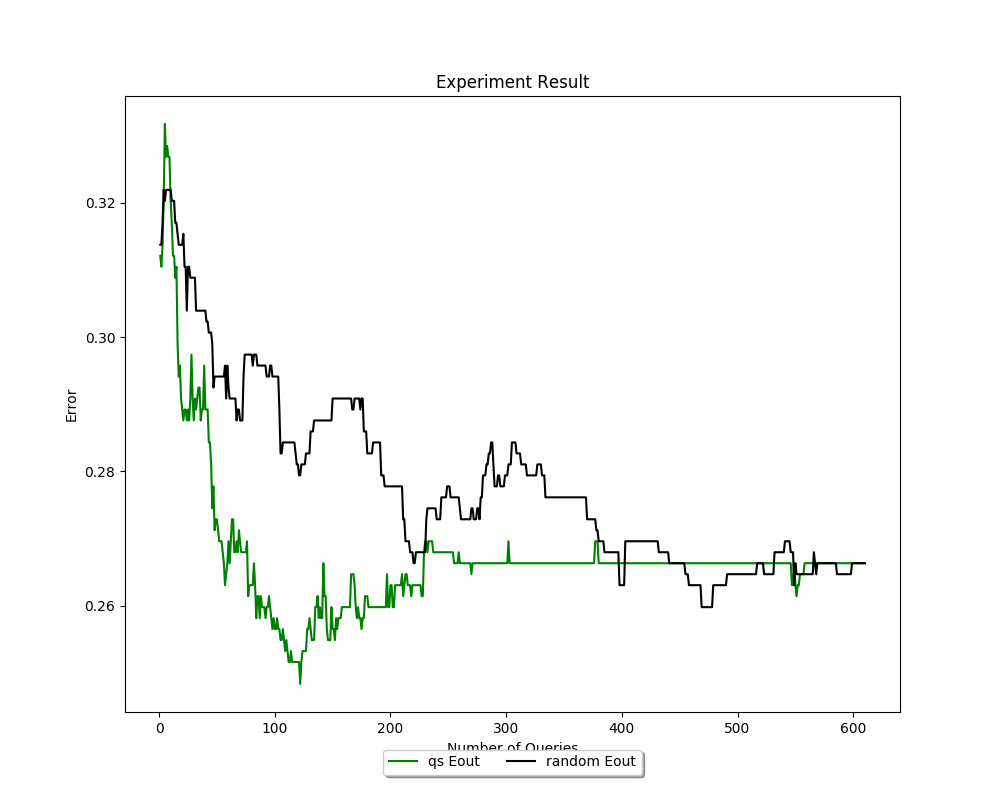 Experiment Result
0.32
0.30
0.28
0.26
Error
0 100 200 300 400 500 600
Number of Queries
qs Eout random Eout